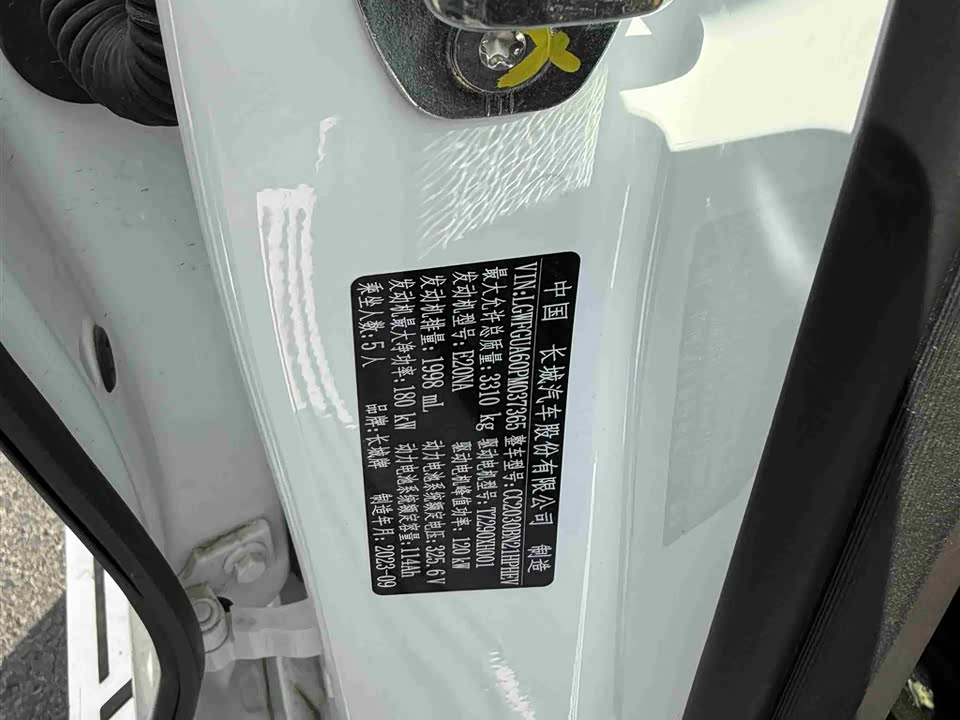 中国 长城汽车股份有限公司 制造
VIN:LGWFGUA60PM037365 整车型号:CC2030BN21HPHEV
最大允许总质量:3310 kg 驱动电机型号:TZ290XH001
发动机型号:E20NA 驱动电机峰值功率:120 kW
发动机排量:1998 mL 动力电池系统额定电压:325.6 V
发动机最大净功率:180 kW 动力电池系统额定容量:114Ah
乘坐人数:5人 品牌:长城牌 制造年月:2023-09